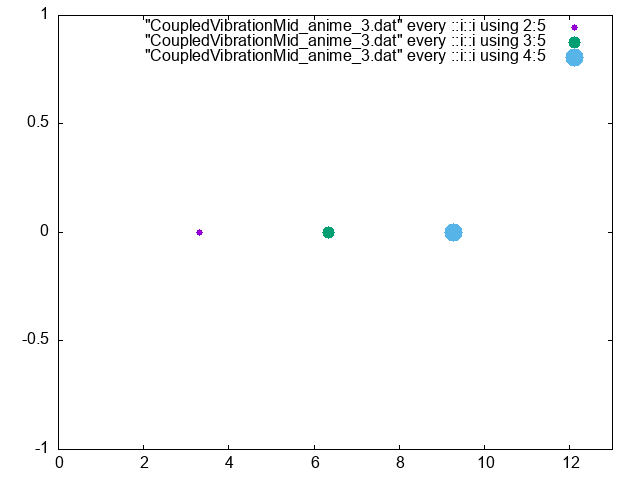 1
"CoupledVibrationMid_anime_3.dat" every ::i::i using 2:5
"CoupledVibrationMid_anime_3.dat" every ::i::i using 3:5
"CoupledVibrationMid_anime_3.dat" every ::i::i using 4:5
0.5
0
-0.5
-1
0 2 4 6 8 10 12